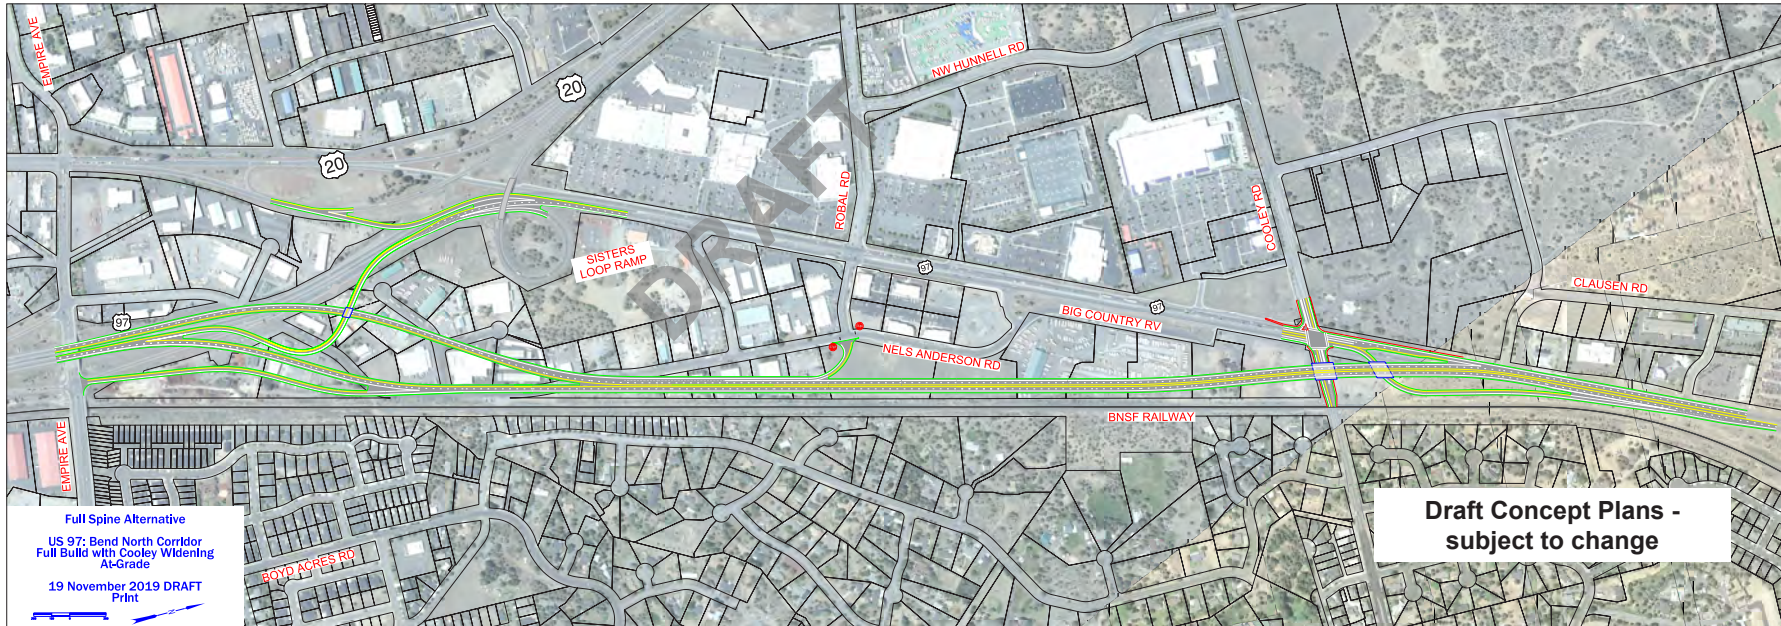 EMPIRE AVE
20
20
NW HUNNELL RD
DRAFT
ROBAL RD
COOLEY RD
SISTERS
LOOP RAMP
97
97
97
CLAUSEN RD
BIG COUNTRY RV
NELS ANDERSON RD
BNSF RAILWAY
EMPIRE AVE
BOYD ACRES RD
Full Spine Alternative
US 97: Bend North Corridor
Full Build with Cooley Widening
At-Grade
19 November 2019 DRAFT
Print
Draft Concept Plans -
subject to change